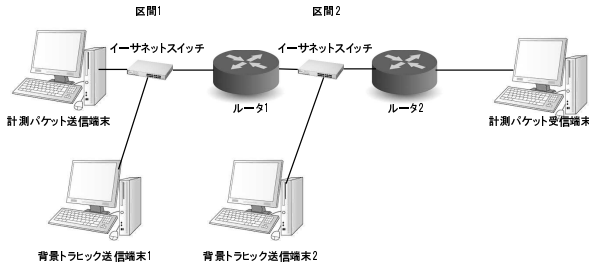 区間1
区間2
イーサネットスイッチ
イーサネットスイッチ
ルータ1
ルータ2
計測パケット送信端末
計測パケット受信端末
背景トラヒック送信端末1
背景トラヒック送信端末2